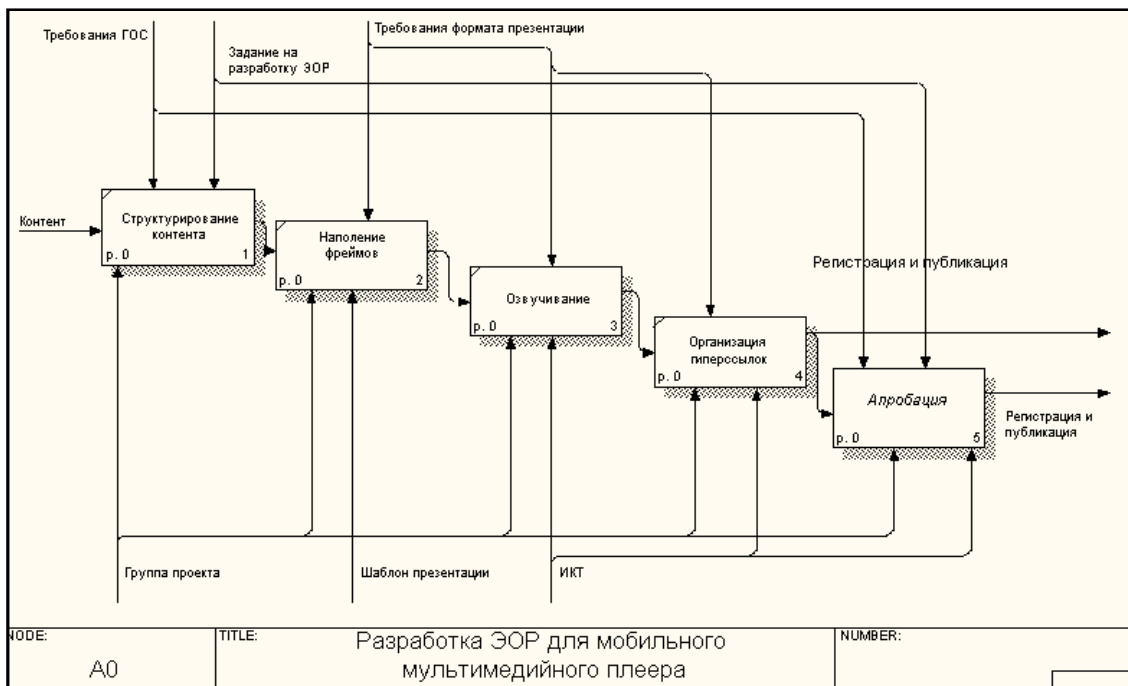 Требования ГОС
Задание на
разработку ЭОР
Требования формата презентации
Контент
Структурирование
контента
р. 0
1
Наполение
фреймов
р. 0
2
Озвучивание
р. 0
3
Регистрация и публикация
Организация
гиперссылок
р. 0
4
Апробация
р. 0
5
Регистрация и
публикация
Группа проекта
Шаблон презентации
ИКТ
NODE:
A0
TITLE:
Разработка ЭОР для мобильного
мультимедийного плеера
NUMBER: